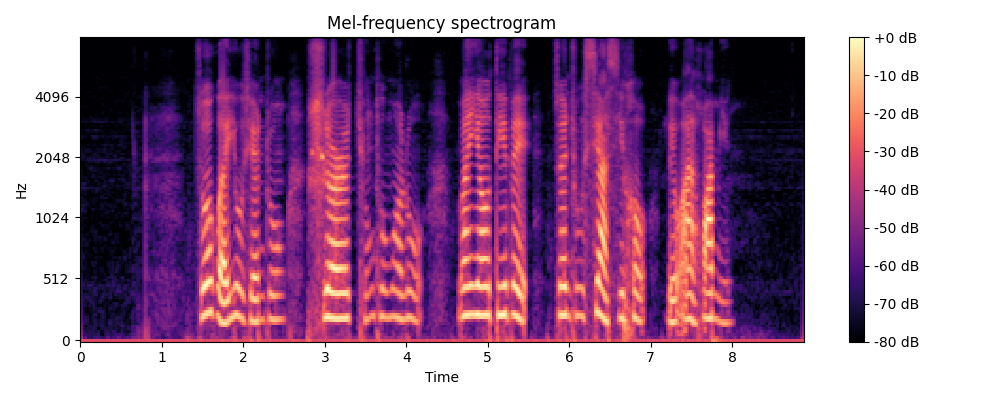 Mel-frequency spectrogram
+0 dB
-10 dB
-20 dB
-30 dB
-40 dB
-50 dB
-60 dB
-70 dB
-80 dB
4096
2048
1024
512
0
Hz
0 1 2 3 4 5 6 7 8
Time